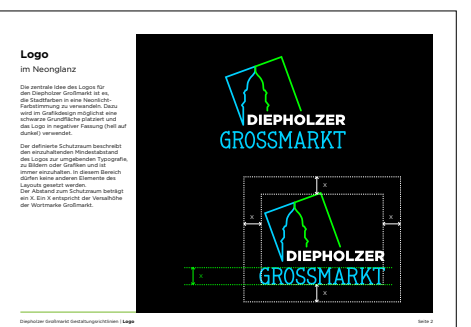 Logo
im Neonglanz
Die zentrale Idee des Logos für
den Diepholzer Großmarkt ist es,
die Stadtfarben in eine Neonlicht-
Farbstimmung zu verwandeln. Dazu
wird im Grafikdesign möglichst eine
schwarze Grundfläche platziert und
das Logo in negativer Fassung (hell auf
dunkel) verwendet.
Der definierte Schutzraum beschreibt
den einzuhaltenden Mindestabstand
des Logos zur umgebenden Typografie,
zu Bildern oder Grafiken und ist
immer einzuhalten. In diesem Bereich
dürfen keine anderen Elemente des
Layouts gesetzt werden.
Der Abstand zum Schutzraum beträgt
ein X. Ein X entspricht der Versalhöhe
der Wortmarke Großmarkt.
DIEPHOLZER
GROSSMARKT
X
X
X
DIEPHOLZER
X
GROSSMARKT
X
Diepholzer Großmarkt Gestaltungsrichtlinien | Logo
Seite 2